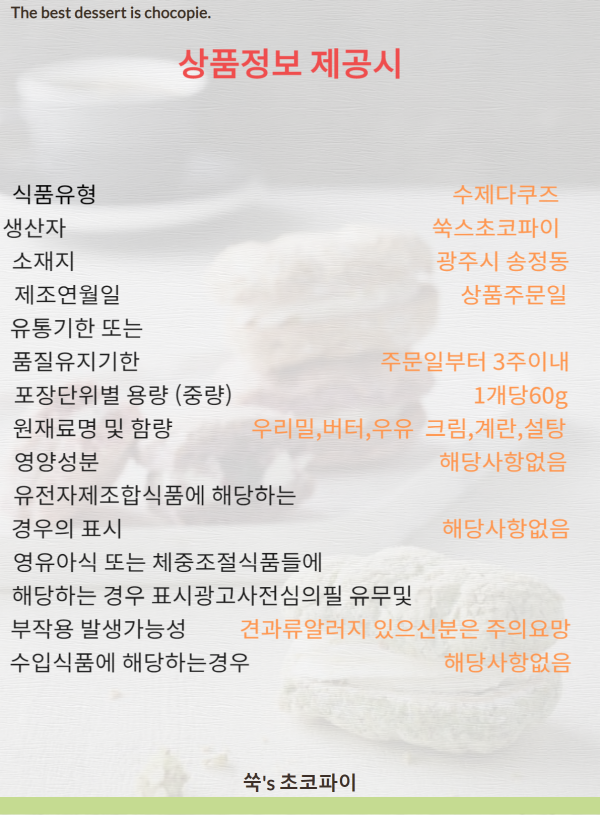 The best dessert is chocopie.
상품정보 제공시
식품유형 수제다쿠즈
생산자 쑥스초코파이
소재지 광주시 송정동
제조연월일 상품주문일
유통기한 또는
품질유지기한 주문일부터 3주이내
포장단위별 용량 (중량) 1개당60g
원재료명 및 함량 우리밀,버터,우유 크림,계란,설탕
영양성분 해당사항없음
유전자제조합식품에 해당하는
경우의 표시 해당사항없음
영유아식 또는 체중조절식품들에
해당하는 경우 표시광고사전심의필 유무및
부작용 발생가능성 견과류알러지 있으신분은 주의요망
수입식품에 해당하는경우 해당사항없음
쑥's 초코파이